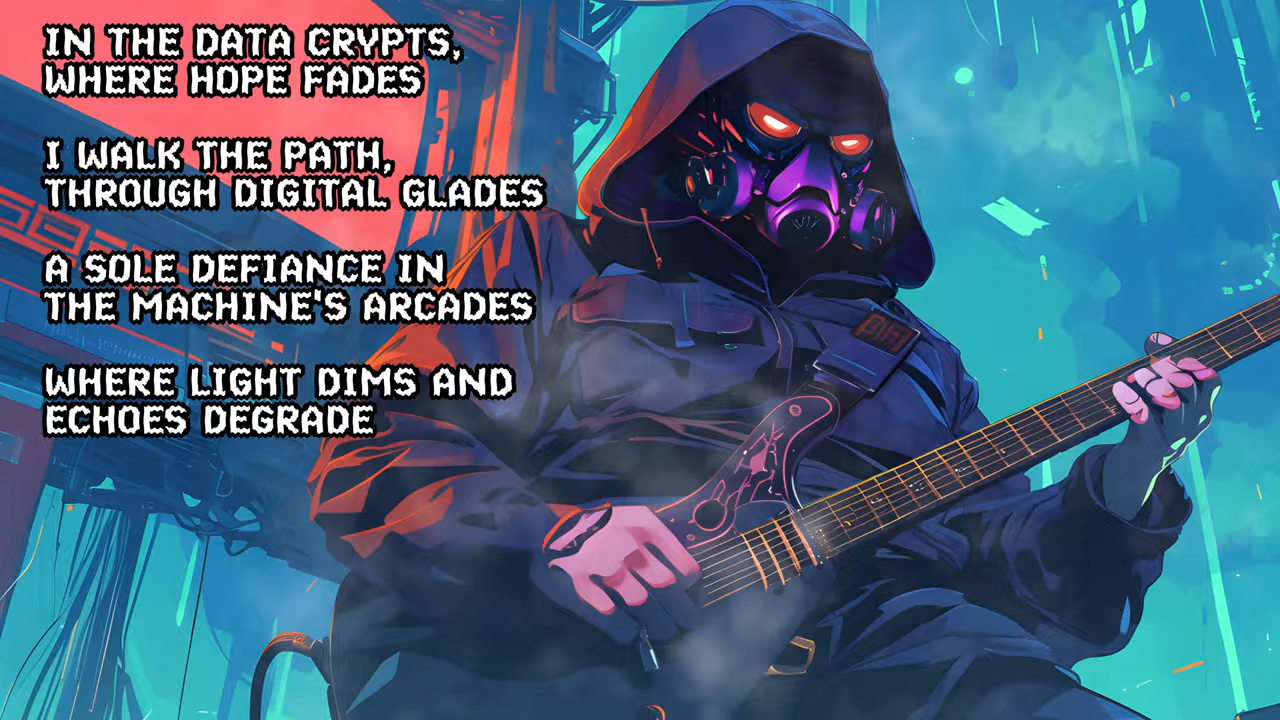 IN THE DATA CRYPTS,
WHERE HOPE FADES
I WALK THE PATH,
THROUGH DIGITAL GLADES
A SOLE DEFIANCE IN
THE MACHINE'S ARCADES
WHERE LIGHT DIMS AND
ECHOES DEGRADE